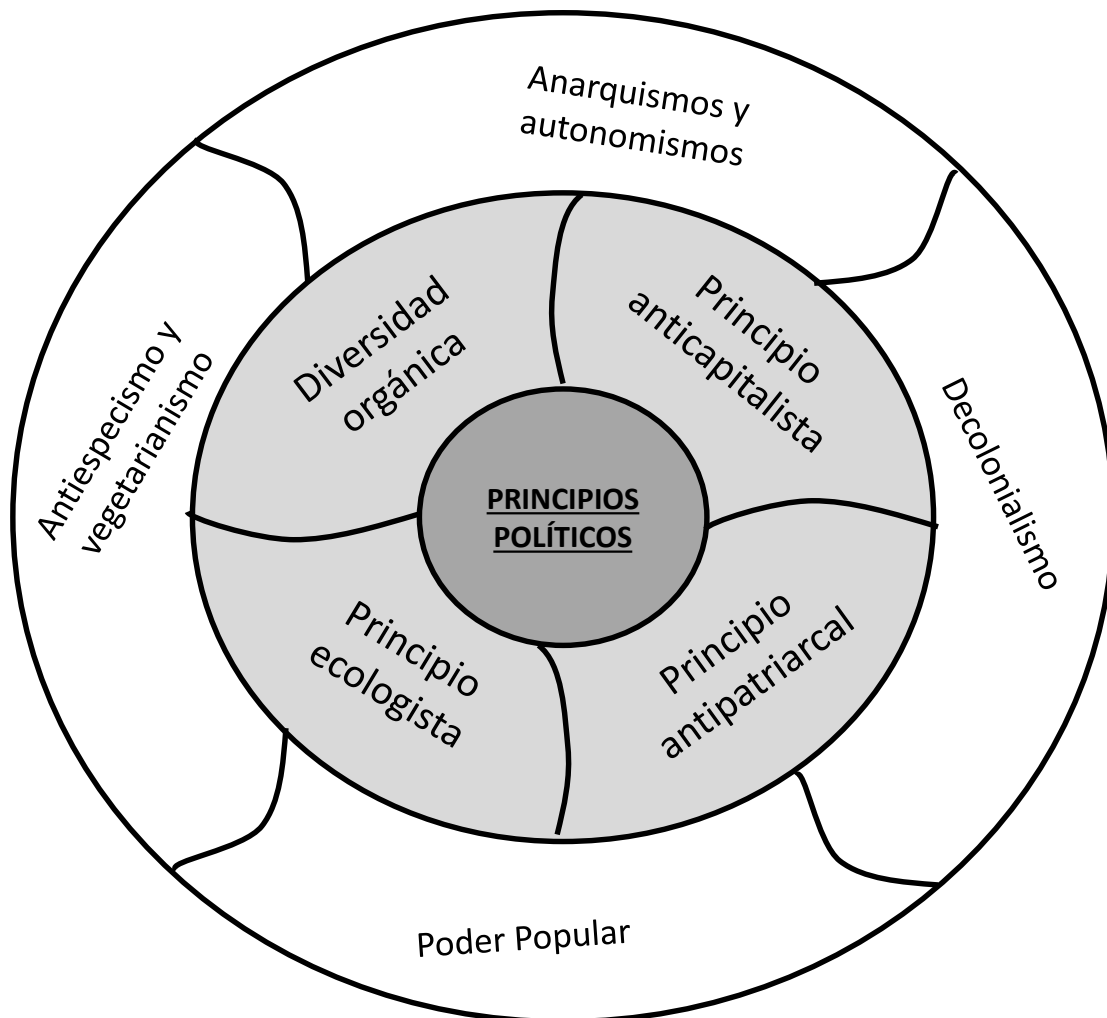 Anarquismos y
autonomismos
Diversidad
orgánica
Principio
anticapitalista
Antiespecismo y
vegetarianismo
Decolonialismo
PRINCIPIOS
POLÍTICOS
Principio
ecologista
Principio
antipatriarcal
Poder Popular